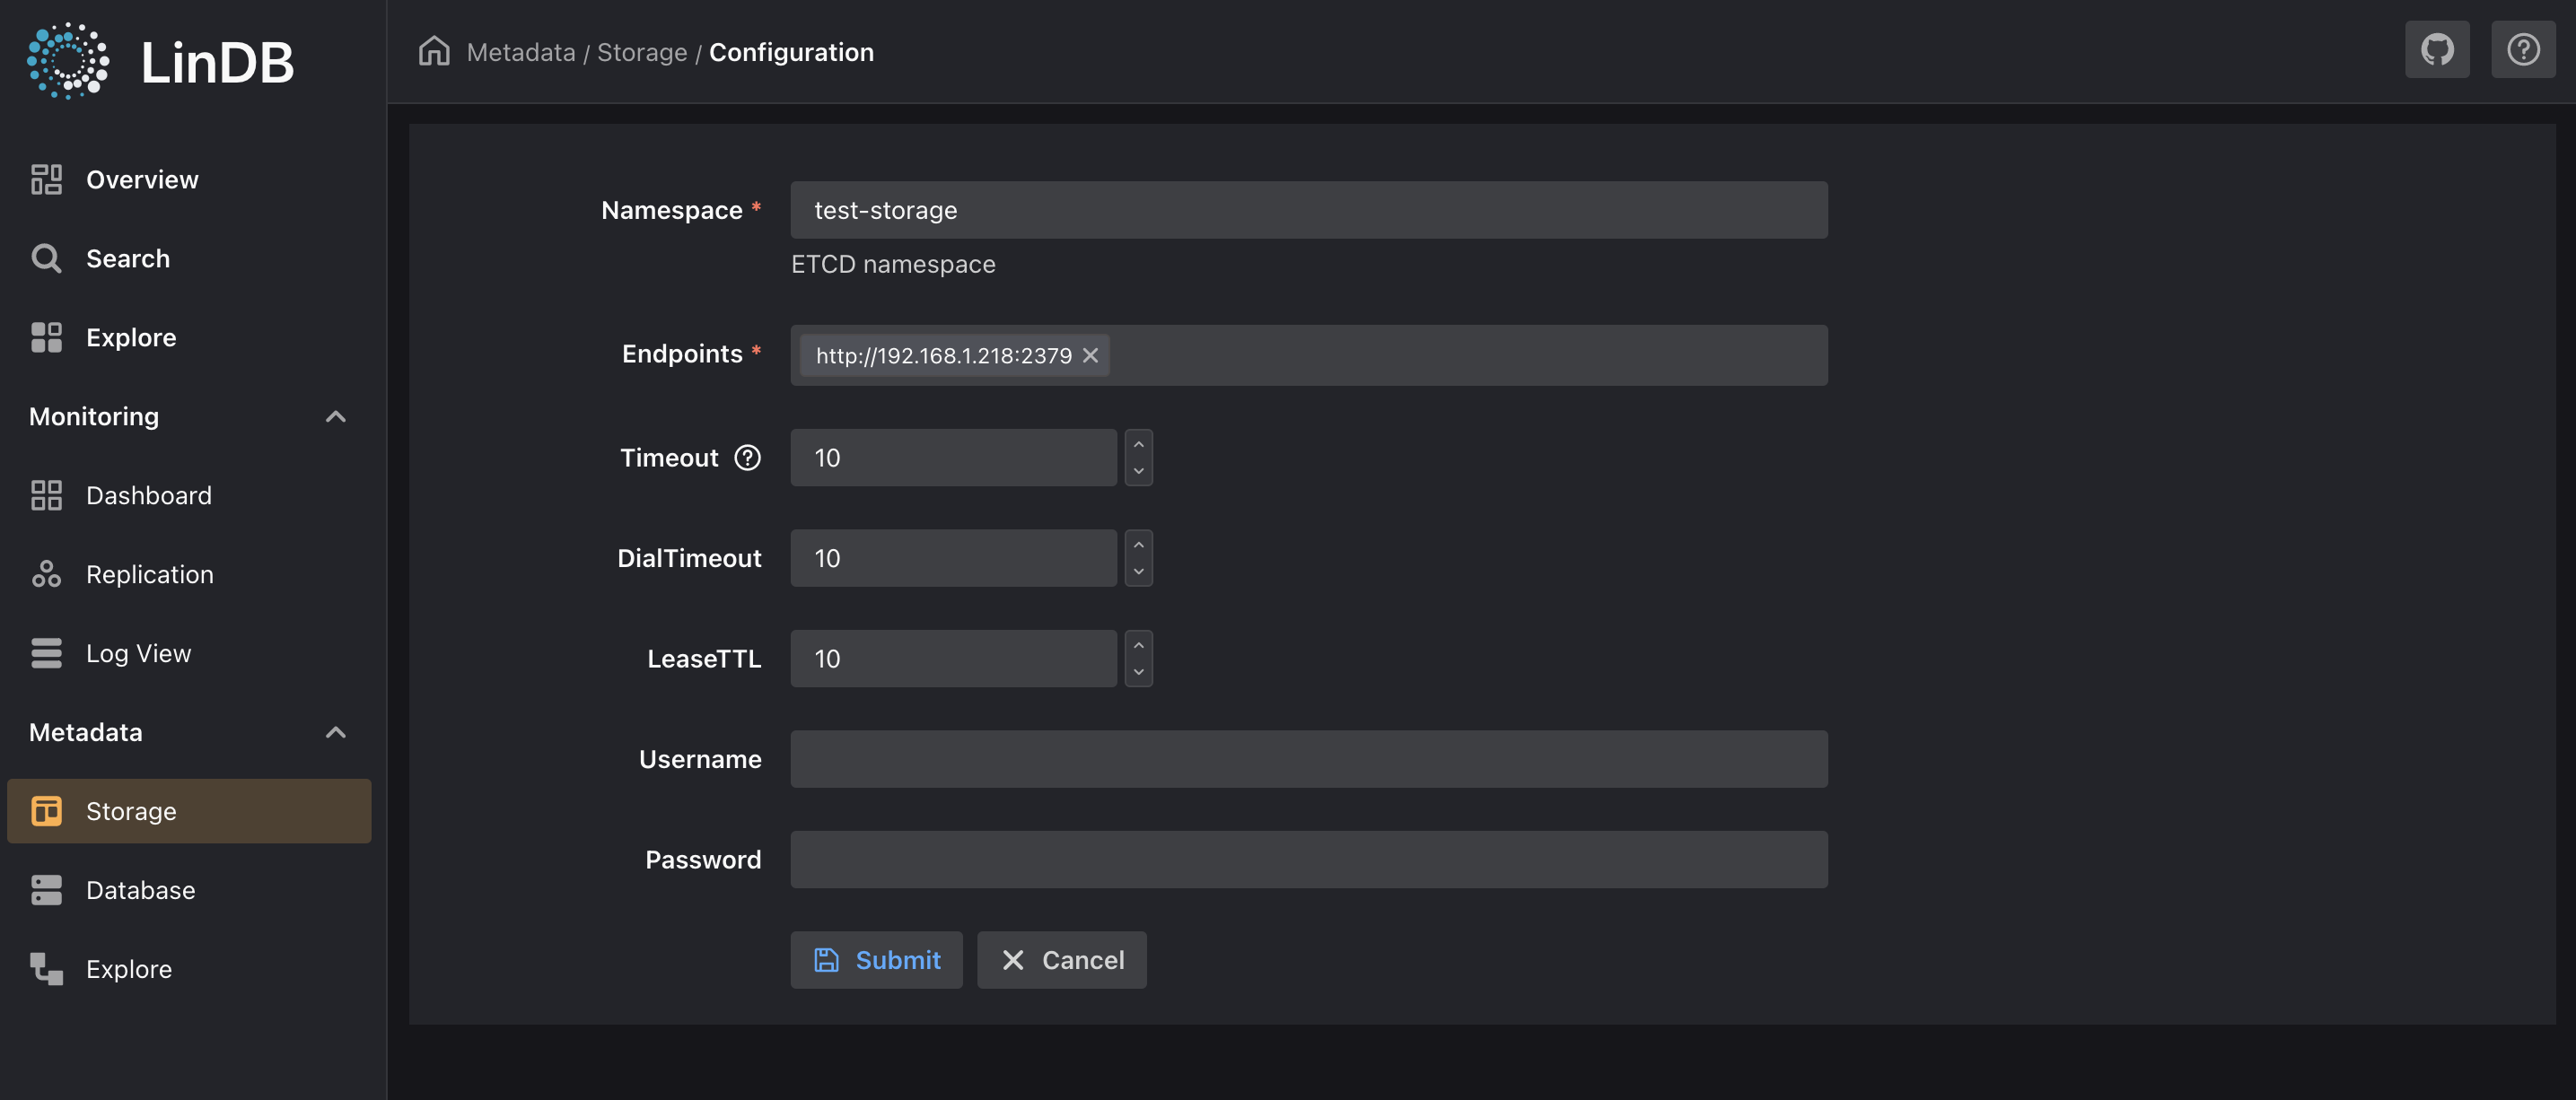 LinDB
Overview
Search
Explore
Monitoring
Dashboard
Replication
Log View
Metadata
Storage
Database
Explore
Metadata / Storage / Configuration
Namespace * test-storage
ETCD namespace
Endpoints * http://192.168.1.218:2379
Timeout 10
DialTimeout 10
LeaseTTL 10
Username
Password
Submit Cancel